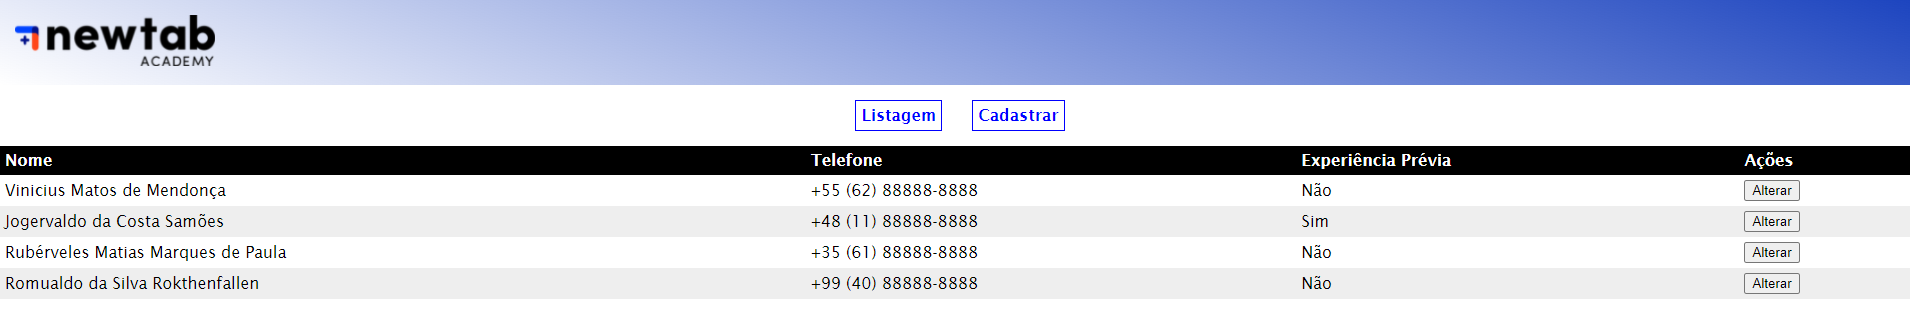 newtab
ACADEMY
Listagem Cadastrar
Nome Telefone Experiência Prévia Ações
Vinicius Matos de Mendonça +55 (62) 88888-8888 Não Alterar
Jogervaldo da Costa Samões +48 (11) 88888-8888 Sim Alterar
Rubérveles Matias Marques de Paula +35 (61) 88888-8888 Não Alterar
Romualdo da Silva Rokthenfallen +99 (40) 88888-8888 Não Alterar